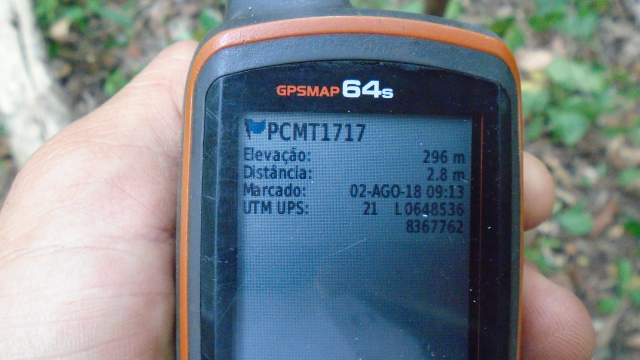 GPSMAP 64s
PCMT1717
Elevação: 296 m
Distância: 2.8 m
Marcado: 02-AGO-18 09:13
UTM UPS: 21 L 0648536
8367762